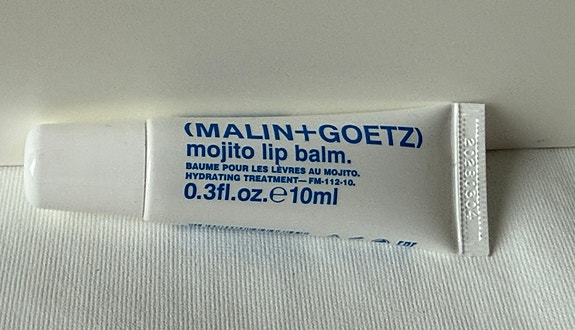 (MALIN+GOETZ)
mojito lip balm.
BAUME POUR LES LÈVRES AU MOJITO.
HYDRATING TREATMENT—FM-112-10.
0.3fl.oz.℮10ml